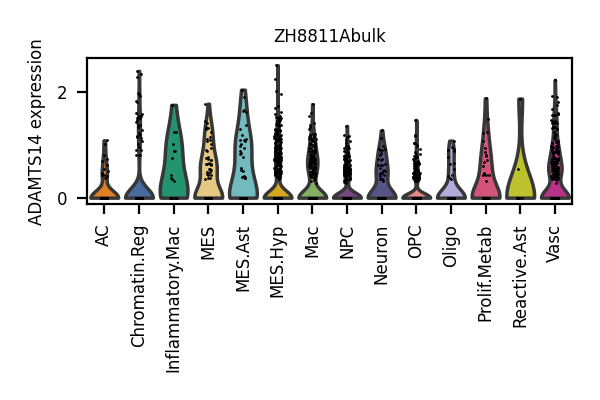 ZH8811Abulk
ADAMTS14 expression
2
0
AC
Chromatin.Reg
Inflammatory.Mac
MES
MES.Ast
MES.Hyp
Mac
NPC
Neuron
OPC
Oligo
Prolif.Metab
Reactive.Ast
Vasc